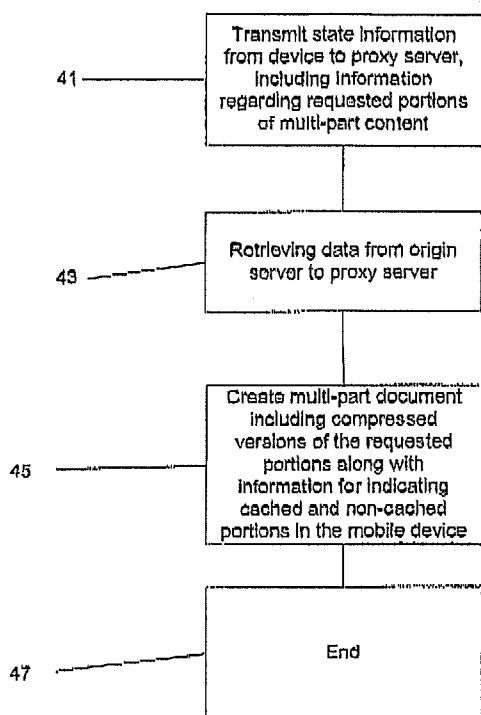 Transmit state information
from device to proxy server,
including information
regarding requested portions
of multi-part content
41
Retrieving data from origin
server to proxy server
43
Create multi-part document
including compressed
versions of the requested
portions along with
information for indicating
cached and non-cached
portions in the mobile device
45
End
47